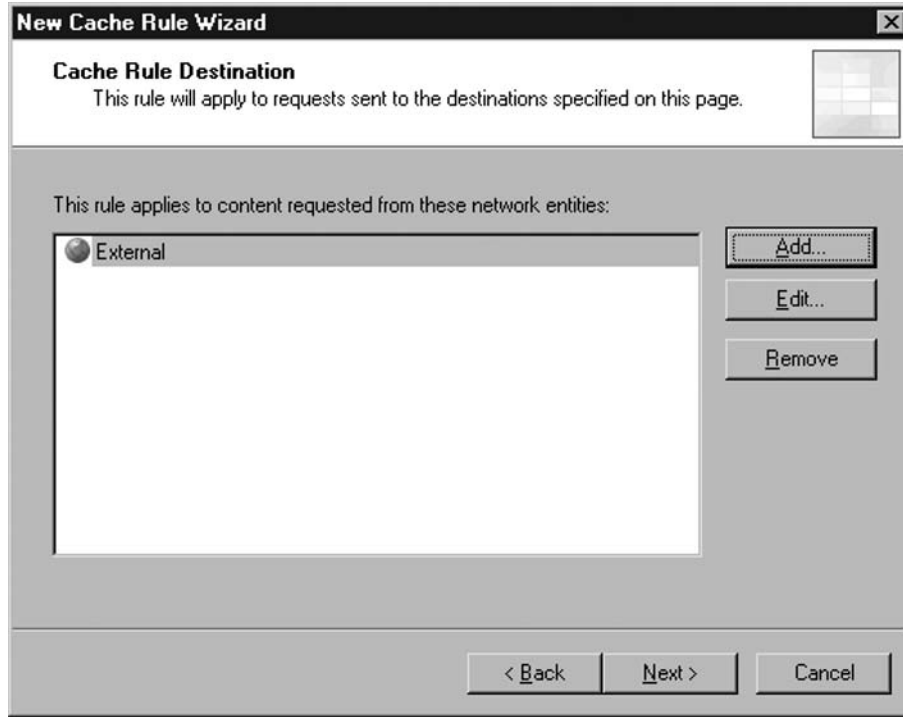 New Cache Rule Wizard
Cache Rule Destination
This rule will apply to requests sent to the destinations specified on this page.
This rule applies to content requested from these network entities:
External
Add...
Edit...
Remove
< Back
Next >
Cancel